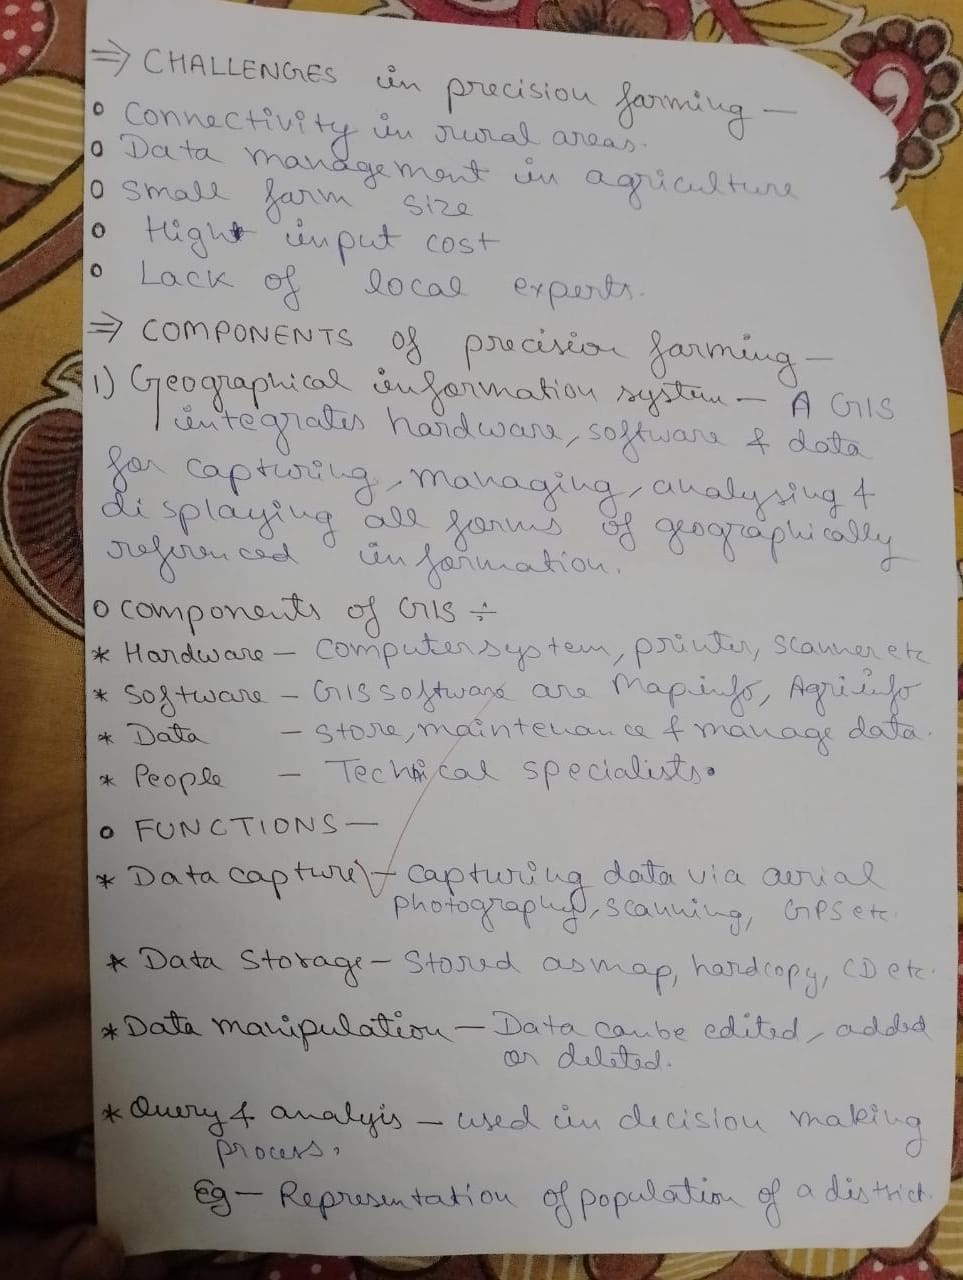 ⇒ CHALLENGES in precision farming —
o Connectivity in rural areas.
o Data management in agriculture
o Small farm size
o High input cost
o Lack of local experts.
⇒ COMPONENTS of precision farming —
1) Geographical information system — A GIS
integrates hardware, software & data
for capturing, managing, analysing &
displaying all forms of geographically
referenced information.
o Components of GIS ÷
* Hardware — Computer system, printer, scanner etc
* Software — GIS software are Mapinfo, Agriinfo
* Data — Store, maintenance & manage data.
* People — Technical specialists.
o FUNCTIONS —
* Data capture — capturing data via aerial
photography, scanning, GPS etc.
* Data Storage — Stored as map, hardcopy, CD etc.
* Data manipulation — Data can be edited, added
or deleted.
* Query & analyis — used in decision making
process,
Eg — Representation of population of a district.